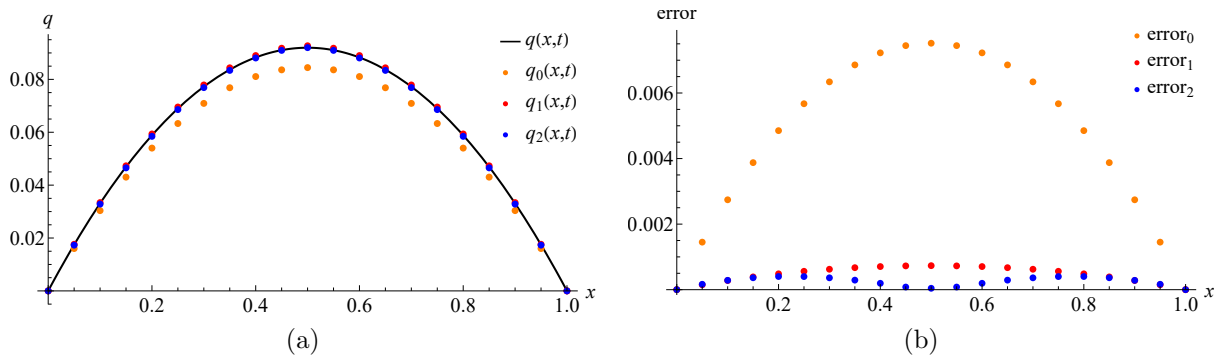 q
0.08
0.06
0.04
0.02
0.2
0.4
0.6
0.8
1.0
x
q(x,t)
q₀(x,t)
q₁(x,t)
q₂(x,t)
(a)
error
0.006
0.004
0.002
0.2
0.4
0.6
0.8
1.0
x
error₀
error₁
error₂
(b)